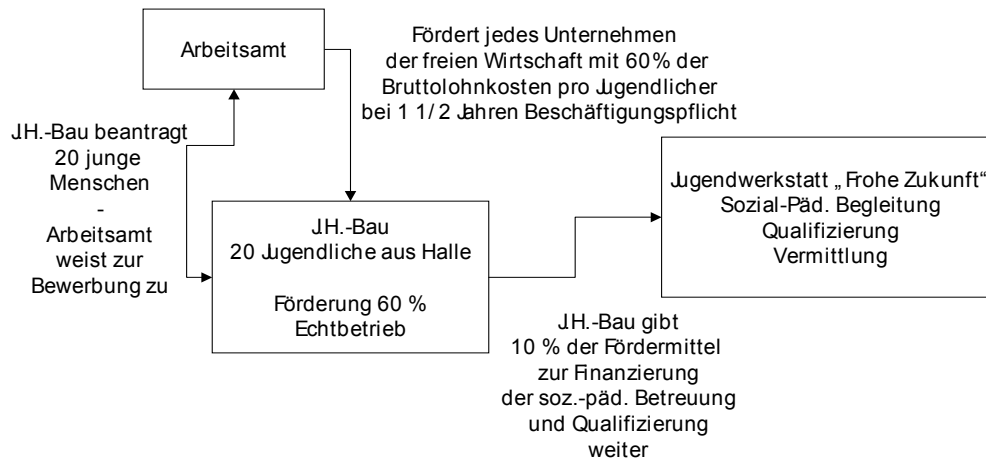 Arbeitsamt
Fördert jedes Unternehmen
der freien Wirtschaft mit 60% der
Bruttolohnkosten pro Jugendlicher
bei 1 1/2 Jahren Beschäftigungspflicht
J.H.-Bau beantragt
20 junge
Menschen
-
Arbeitsamt
weist zur
Bewerbung zu
J.H.-Bau
20 Jugendliche aus Halle
Förderung 60 %
Echtbetrieb
Jugendwerkstatt „Frohe Zukunft“
Sozial-Päd. Begleitung
Qualifizierung
Vermittlung
J.H.-Bau gibt
10 % der Fördermittel
zur Finanzierung
der soz.-päd. Betreuung
und Qualifizierung
weiter